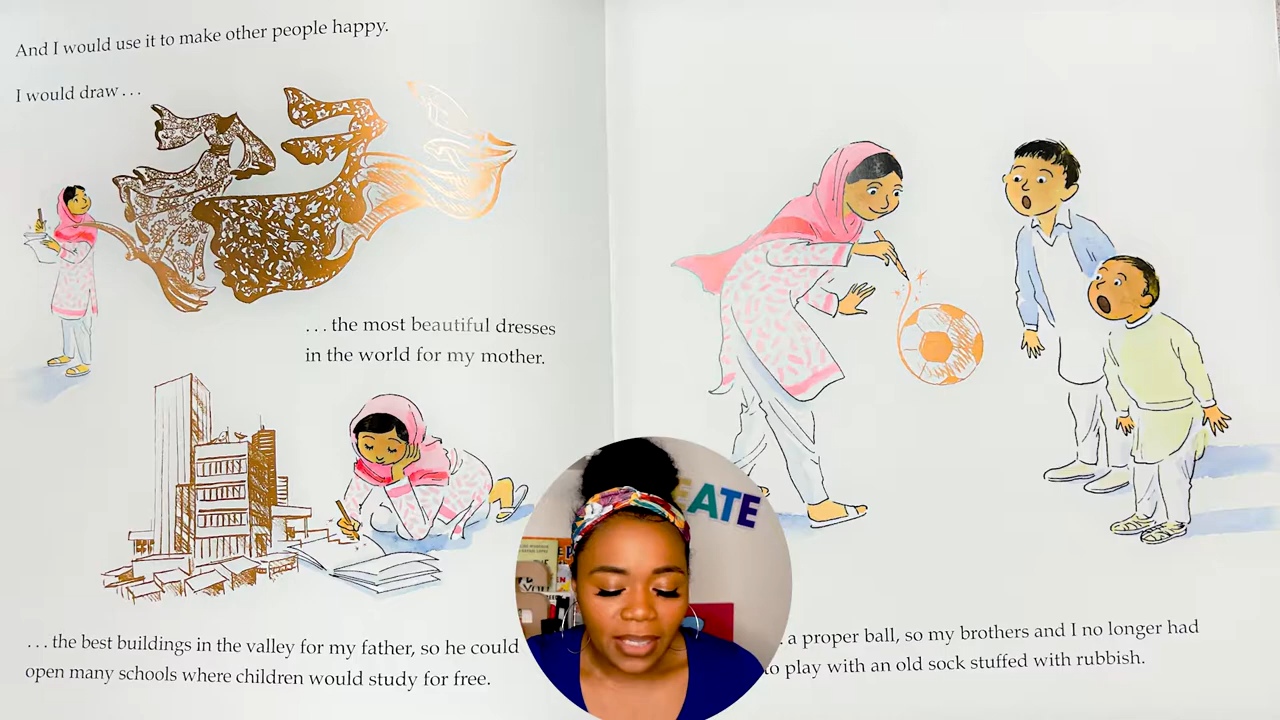 And I would use it to make other people happy.
I would draw ...
... the most beautiful dresses
in the world for my mother.
... the best buildings in the valley for my father, so he could
open many schools where children would study for free.
EATE
. a proper ball, so my brothers and I no longer had
to play with an old sock stuffed with rubbish.